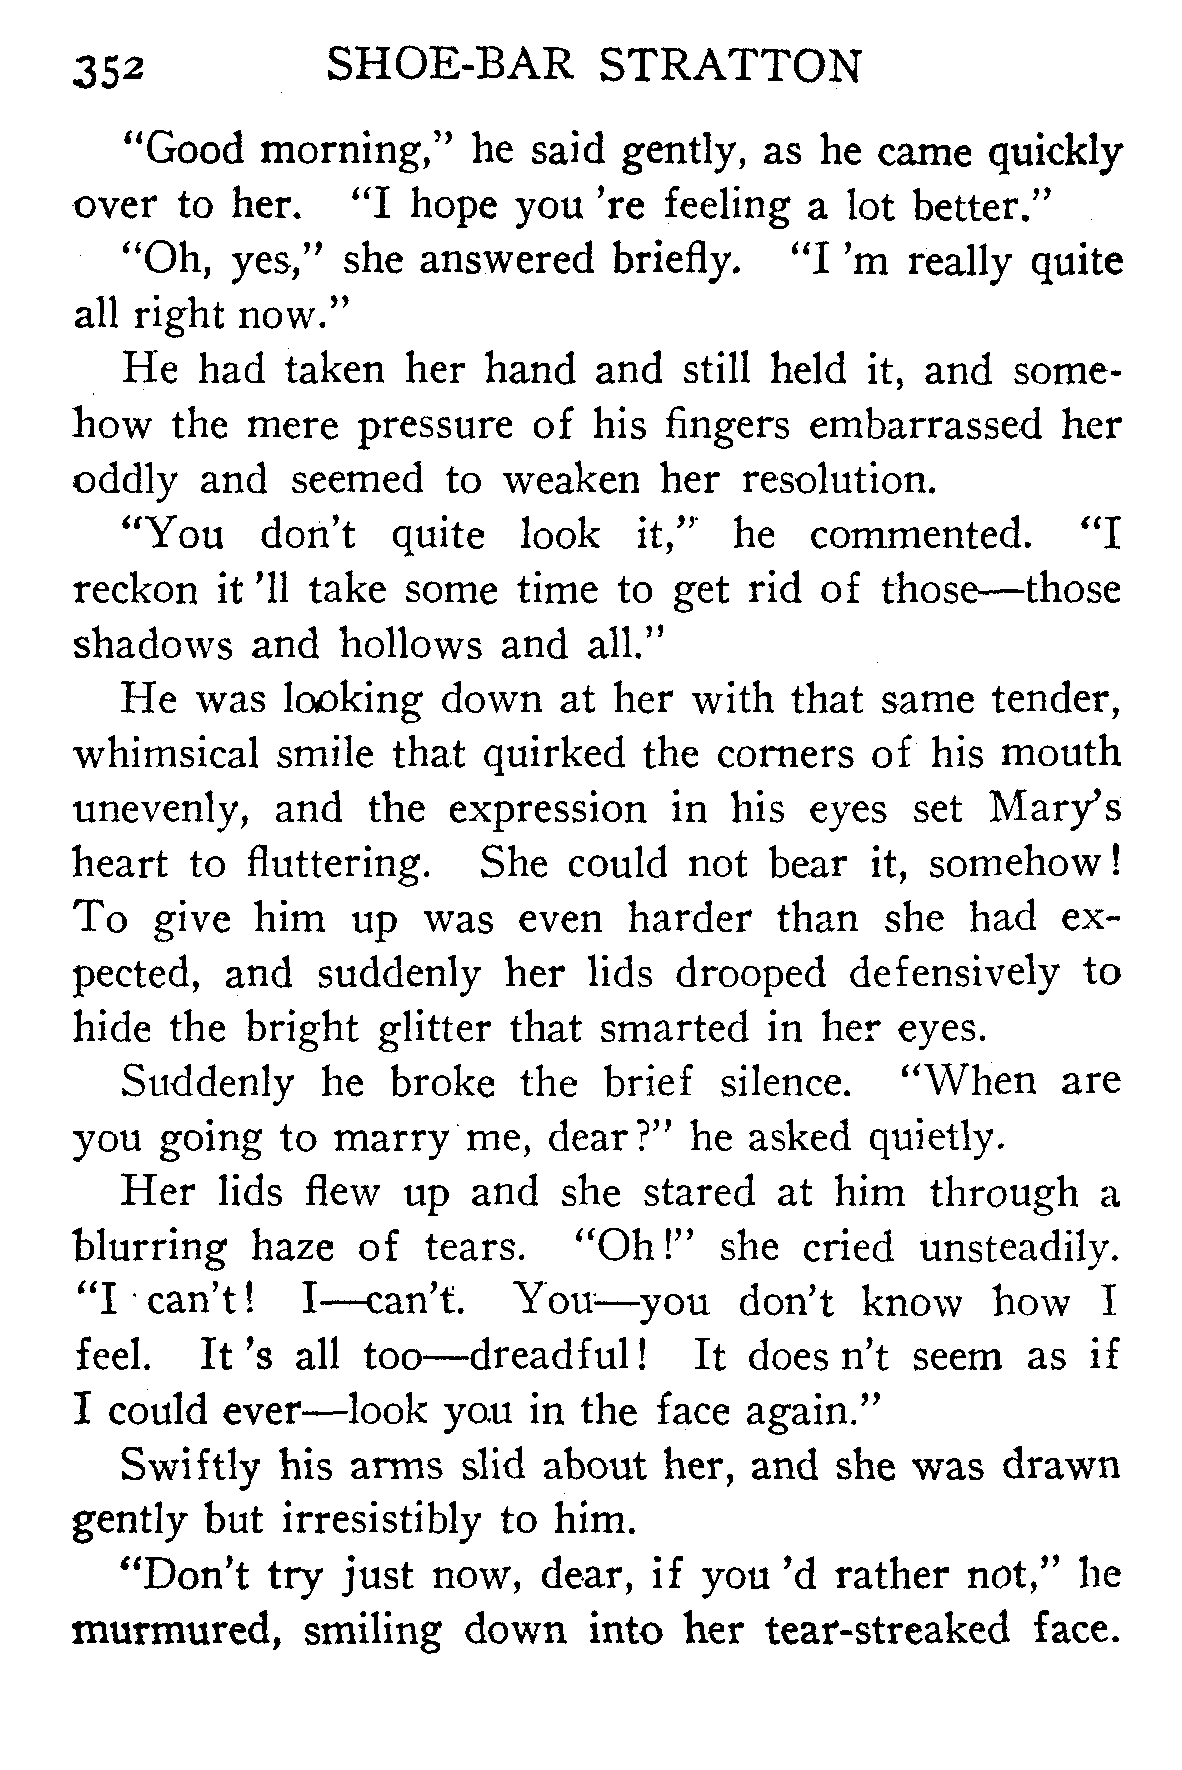 352 SHOE-BAR STRATTON
“Good morning,” he said gently, as he came quickly
over to her. “I hope you ’re feeling a lot better.”
“Oh, yes,” she answered briefly. “I ’m really quite
all right now.”
He had taken her hand and still held it, and some-
how the mere pressure of his fingers embarrassed her
oddly and seemed to weaken her resolution.
“You don’t quite look it,” he commented. “I
reckon it ’ll take some time to get rid of those—those
shadows and hollows and all.”
He was looking down at her with that same tender,
whimsical smile that quirked the corners of his mouth
unevenly, and the expression in his eyes set Mary’s
heart to fluttering. She could not bear it, somehow!
To give him up was even harder than she had ex-
pected, and suddenly her lids drooped defensively to
hide the bright glitter that smarted in her eyes.
Suddenly he broke the brief silence. “When are
you going to marry me, dear?” he asked quietly.
Her lids flew up and she stared at him through a
blurring haze of tears. “Oh!” she cried unsteadily.
“I can’t! I—can’t. You—you don’t know how I
feel. It ’s all too—dreadful! It does n’t seem as if
I could ever—look you in the face again.”
Swiftly his arms slid about her, and she was drawn
gently but irresistibly to him.
“Don’t try just now, dear, if you ’d rather not,” he
murmured, smiling down into her tear-streaked face.